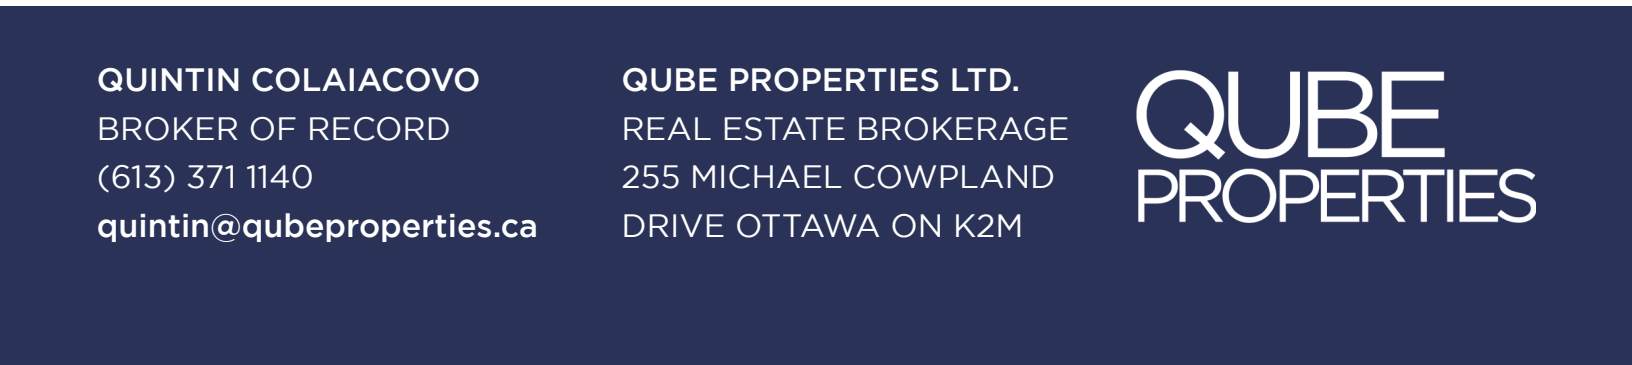 QUINTIN COLAIACOVO
BROKER OF RECORD
(613) 371 1140
quintin@qubeproperties.ca
QUBE PROPERTIES LTD.
REAL ESTATE BROKERAGE
255 MICHAEL COWPLAND
DRIVE OTTAWA ON K2M
QUBE
PROPERTIES